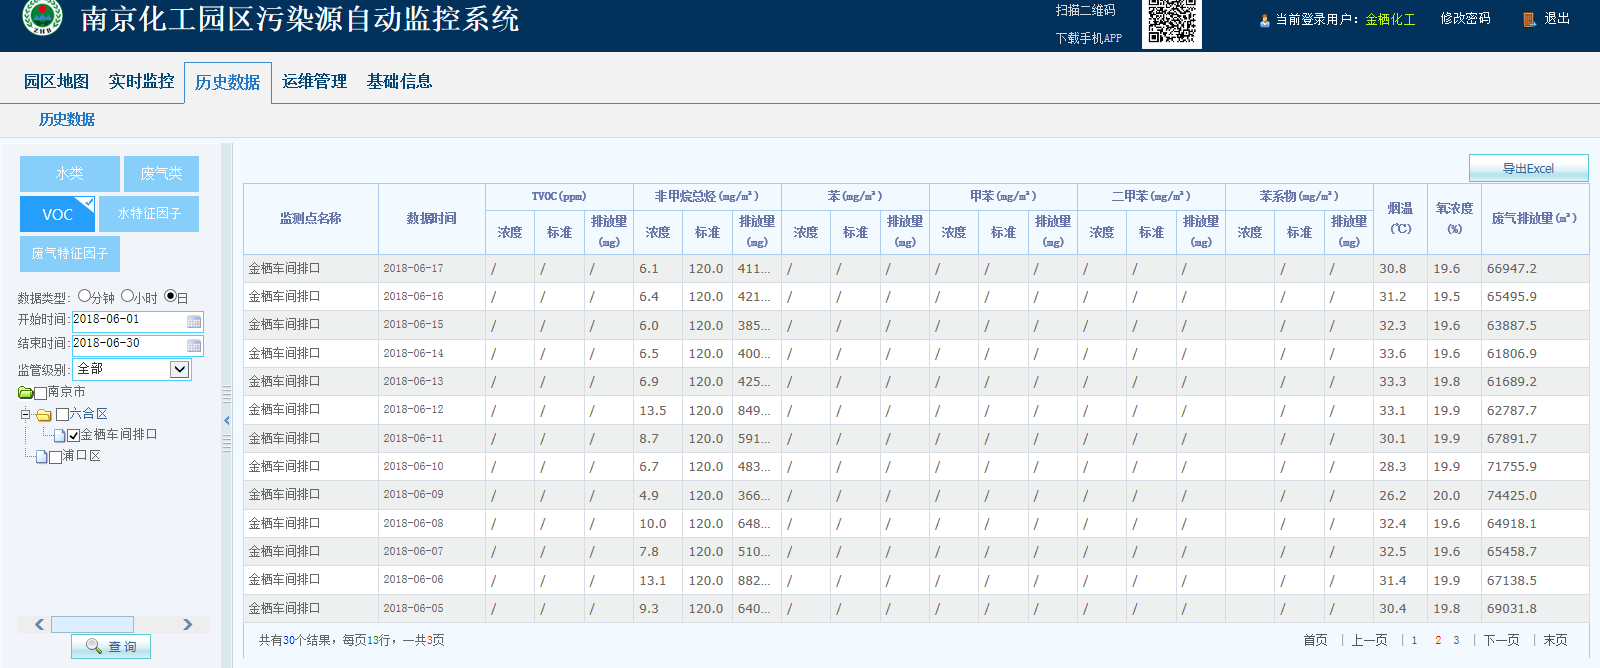 ZHB 南京化工园区污染源自动监控系统
扫描二维码
下载手机APP
当前登录用户：金栖化工 修改密码 退出
园区地图 实时监控 历史数据 运维管理 基础信息
历史数据
水类 废气类
VOC 水特征因子
废气特征因子
数据类型： 分钟 小时 日
开始时间：2018-06-01
结束时间：2018-06-30
监管级别：全部
南京市
六合区
金栖车间排口
浦口区
查询
导出Excel
监测点名称 数据时间 TVOC(ppm) 非甲烷总烃(mg/m³) 苯(mg/m³) 甲苯(mg/m³) 二甲苯(mg/m³) 苯系物(mg/m³) 烟温(℃) 氧浓度(%) 废气排放量(m³)
浓度 标准 排放量(mg) 浓度 标准 排放量(mg) 浓度 标准 排放量(mg) 浓度 标准 排放量(mg) 浓度 标准 排放量(mg) 浓度 标准 排放量(mg)
金栖车间排口 2018-06-17 / / / 6.1 120.0 411... / / / / / / / / / / / 30.8 19.6 66947.2
金栖车间排口 2018-06-16 / / / 6.4 120.0 421... / / / / / / / / / / / 31.2 19.5 65495.9
金栖车间排口 2018-06-15 / / / 6.0 120.0 385... / / / / / / / / / / / 32.3 19.6 63887.5
金栖车间排口 2018-06-14 / / / 6.5 120.0 400... / / / / / / / / / / / 33.6 19.6 61806.9
金栖车间排口 2018-06-13 / / / 6.9 120.0 425... / / / / / / / / / / / 33.3 19.8 61689.2
金栖车间排口 2018-06-12 / / / 13.5 120.0 849... / / / / / / / / / / / 33.1 19.9 62787.7
金栖车间排口 2018-06-11 / / / 8.7 120.0 591... / / / / / / / / / / / 30.1 19.9 67891.7
金栖车间排口 2018-06-10 / / / 6.7 120.0 483... / / / / / / / / / / / 28.3 19.9 71755.9
金栖车间排口 2018-06-09 / / / 4.9 120.0 366... / / / / / / / / / / / 26.2 20.0 74425.0
金栖车间排口 2018-06-08 / / / 10.0 120.0 648... / / / / / / / / / / / 32.4 19.6 64918.1
金栖车间排口 2018-06-07 / / / 7.8 120.0 510... / / / / / / / / / / / 32.5 19.6 65458.7
金栖车间排口 2018-06-06 / / / 13.1 120.0 882... / / / / / / / / / / / 31.4 19.9 67138.5
金栖车间排口 2018-06-05 / / / 9.3 120.0 640... / / / / / / / / / / / 30.4 19.8 69031.8
共有30个结果，每页13行，一共3页 首页 | 上一页 | 1 2 3 | 下一页 | 末页